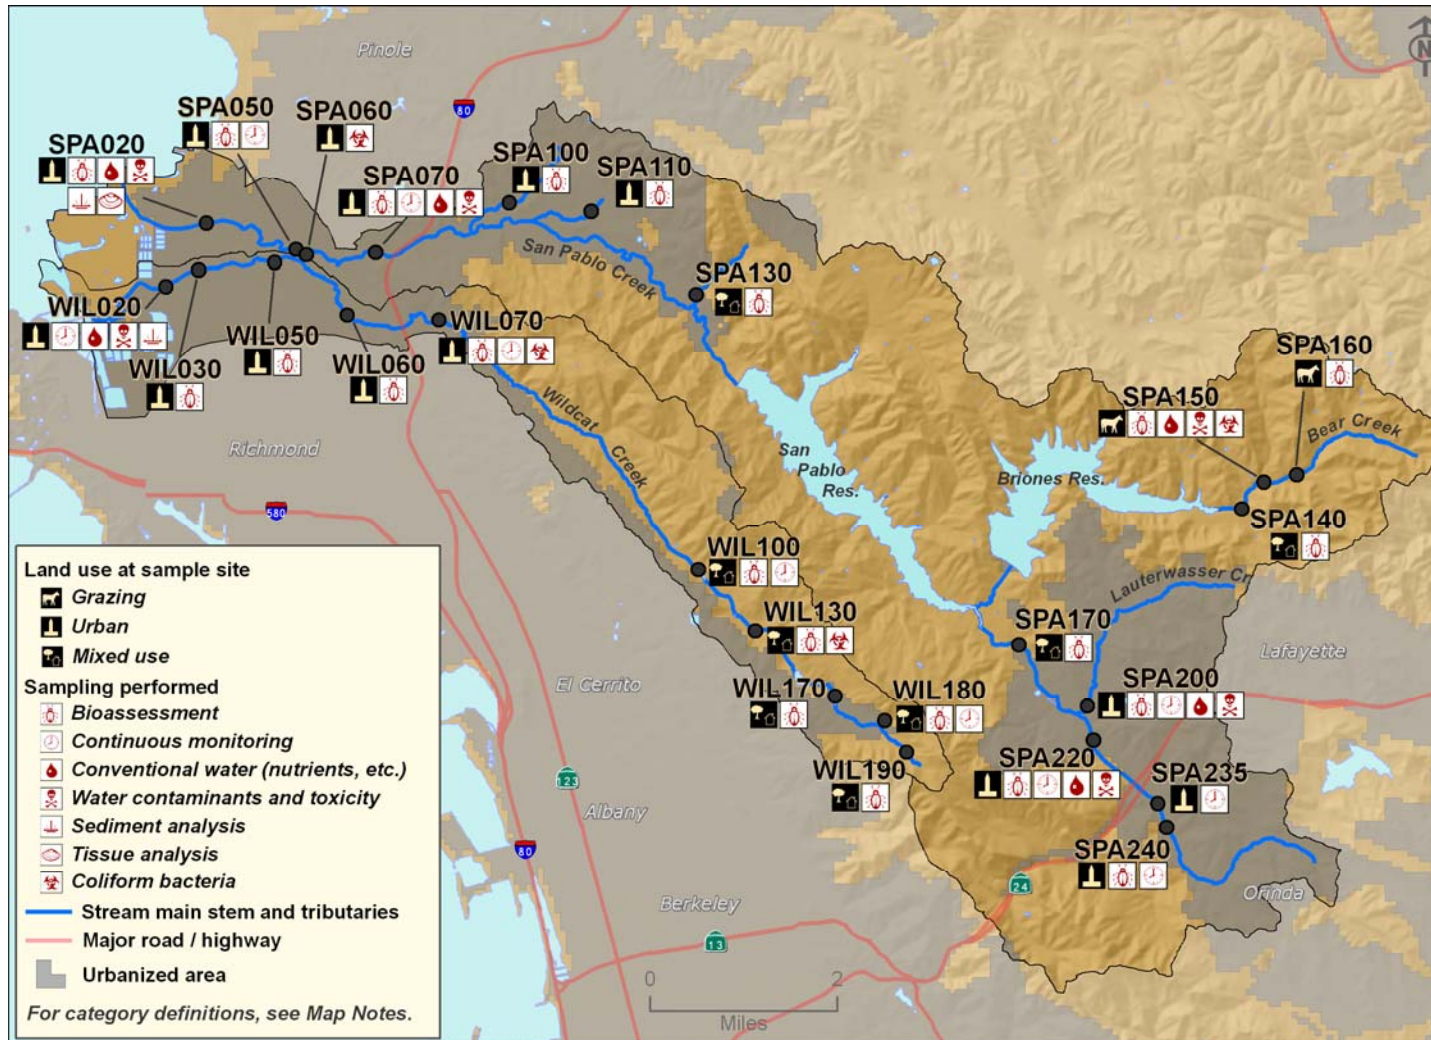 Pinole
N
80
SPA050
SPA060
SPA020
SPA070
SPA100
SPA110
San Pablo Creek
SPA130
WIL020
WIL030
WIL050
WIL060
WIL070
SPA160
SPA150
Bear Creek
Wildcat
Creek
Richmond
San
Pablo
Res.
Briones Res.
SPA140
580
WIL100
Lauterwasser Cr
WIL130
SPA170
Lafayette
El Cerrito
WIL170
WIL180
SPA200
WIL190
SPA220
SPA235
123
Albany
80
SPA240
24
Orinda
Berkeley
13
0
2
Miles
Land use at sample site
Grazing
Urban
Mixed use
Sampling performed
Bioassessment
Continuous monitoring
Conventional water (nutrients, etc.)
Water contaminants and toxicity
Sediment analysis
Tissue analysis
Coliform bacteria
Stream main stem and tributaries
Major road / highway
Urbanized area
For category definitions, see Map Notes.